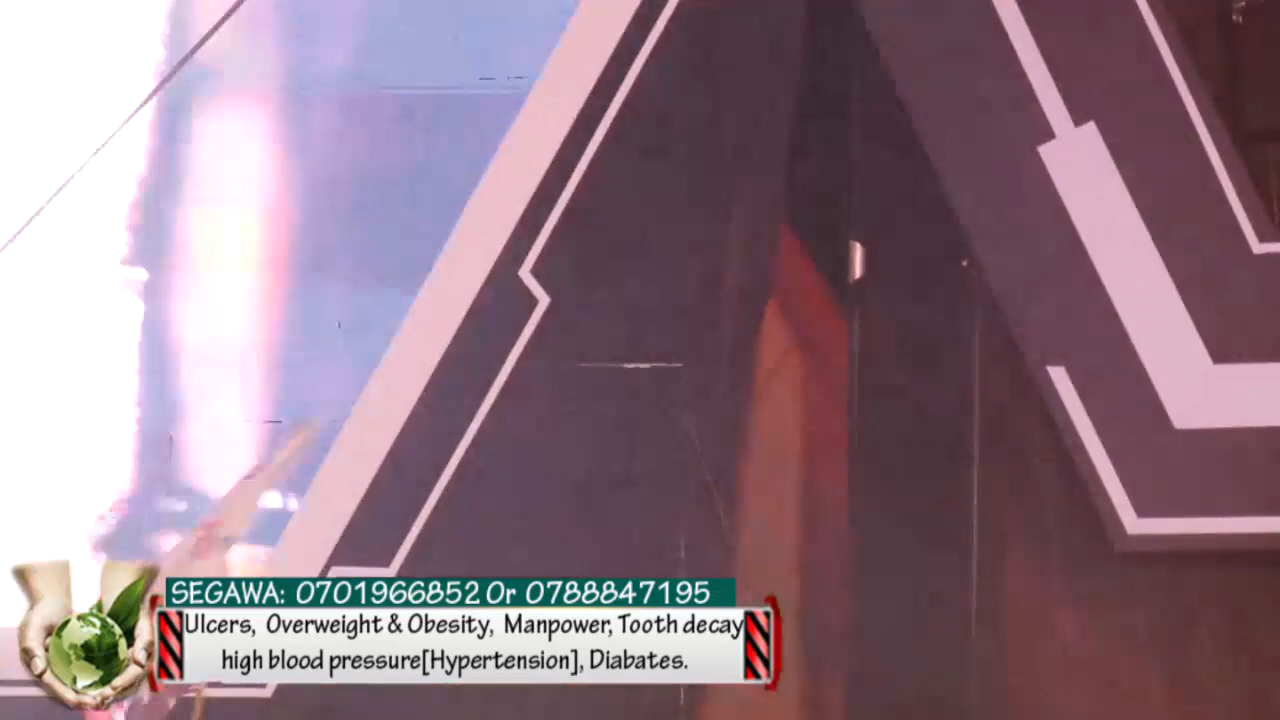 SEGAWA: 0701966852 Or 0788847195
Ulcers, Overweight & Obesity, Manpower, Tooth decay
high blood pressure[Hypertension], Diabates.